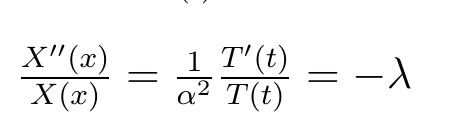 X''(x)/X(x) = 1/α² T'(t)/T(t) = −λ